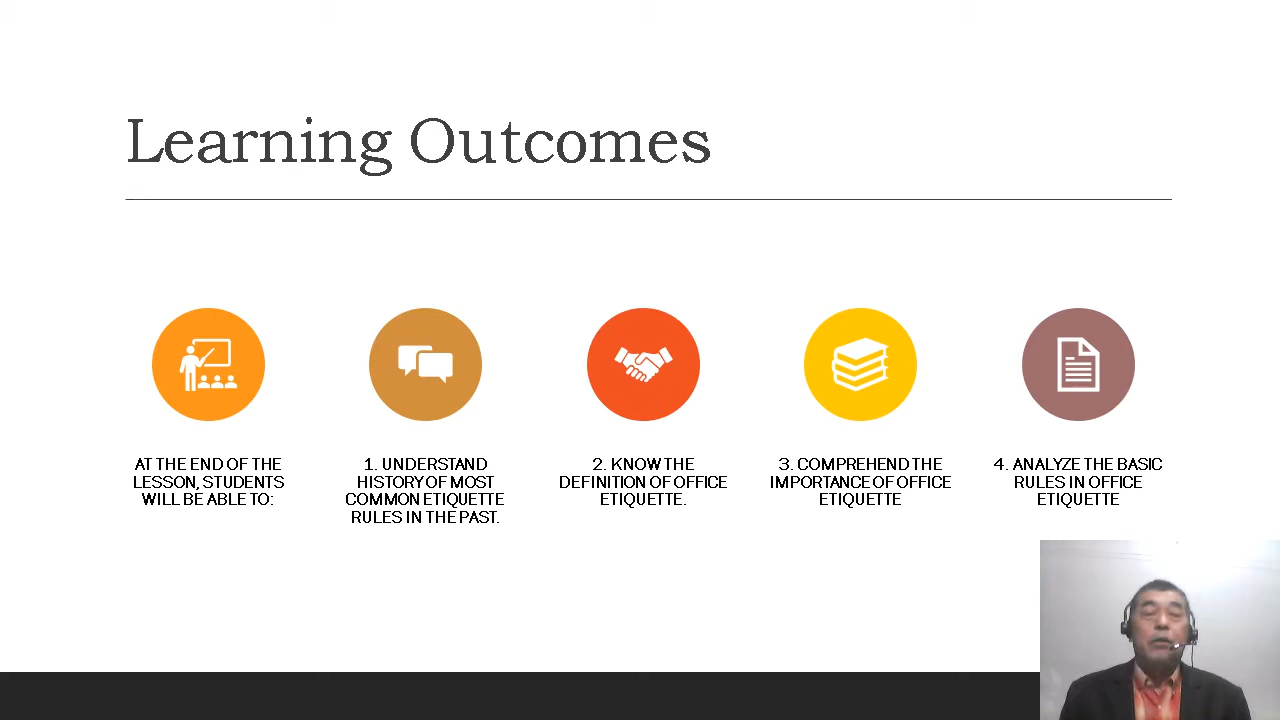 Learning Outcomes
AT THE END OF THE
LESSON, STUDENTS
WILL BE ABLE TO:
1. UNDERSTAND
HISTORY OF MOST
COMMON ETIQUETTE
RULES IN THE PAST.
2. KNOW THE
DEFINITION OF OFFICE
ETIQUETTE.
3. COMPREHEND THE
IMPORTANCE OF OFFICE
ETIQUETTE
4. ANALYZE THE BASIC
RULES IN OFFICE
ETIQUETTE